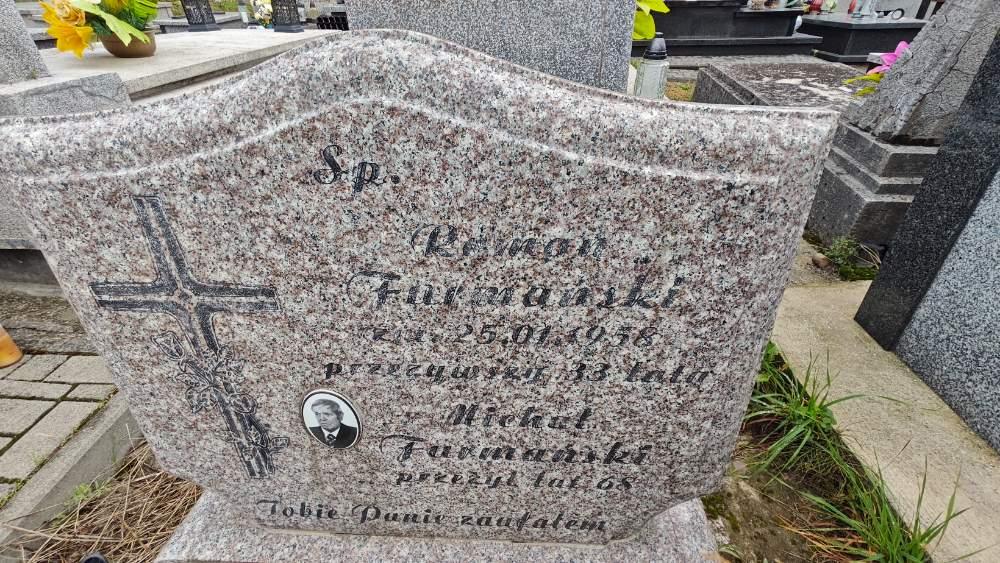 Śp.
Roman
Furmański
zm. 25.01.1958
przeżywszy 33 lata
Michał
Furmański
przeżył lat 68
Tobie Panie zaufałem